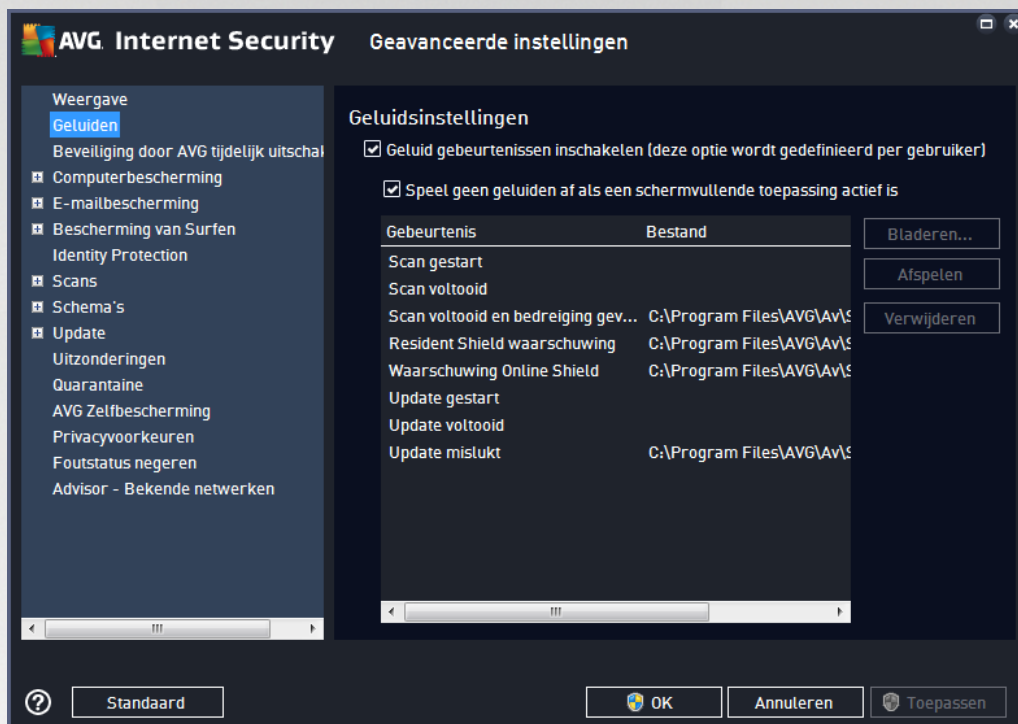 AVG. Internet Security
Geavanceerde instellingen
Weergave
Geluiden
Beveiliging door AVG tijdelijk uitschak
Computerbescherming
E-mailbescherming
Bescherming van Surfen
Identity Protection
Scans
Schema's
Update
Uitzonderingen
Quarantaine
AVG Zelfbescherming
Privacyvoorkeuren
Foutstatus negeren
Advisor - Bekende netwerken
Geluidsinstellingen
Geluid gebeurtenissen inschakelen (deze optie wordt gedefinieerd per gebruiker)
Speel geen geluiden af als een schermvullende toepassing actief is
Gebeurtenis Bestand
Scan gestart
Scan voltooid
Scan voltooid en bedreiging gev... C:\Program Files\AVG\Av\S
Resident Shield waarschuwing C:\Program Files\AVG\Av\S
Waarschuwing Online Shield C:\Program Files\AVG\Av\S
Update gestart
Update voltooid
Update mislukt C:\Program Files\AVG\Av\S
Bladeren...
Afspelen
Verwijderen
Standaard
OK
Annuleren
Toepassen